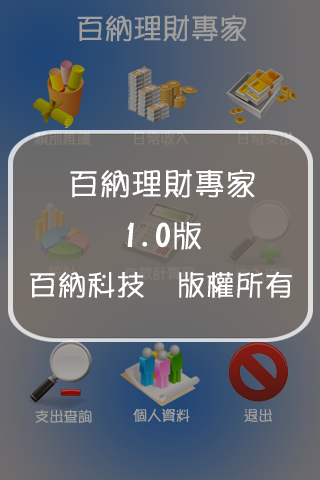 百納理財專家
類別維護 日常收入 日常支出
百納理財專家
1.0版
百納科技 版權所有
支出查詢 個人資料 退出